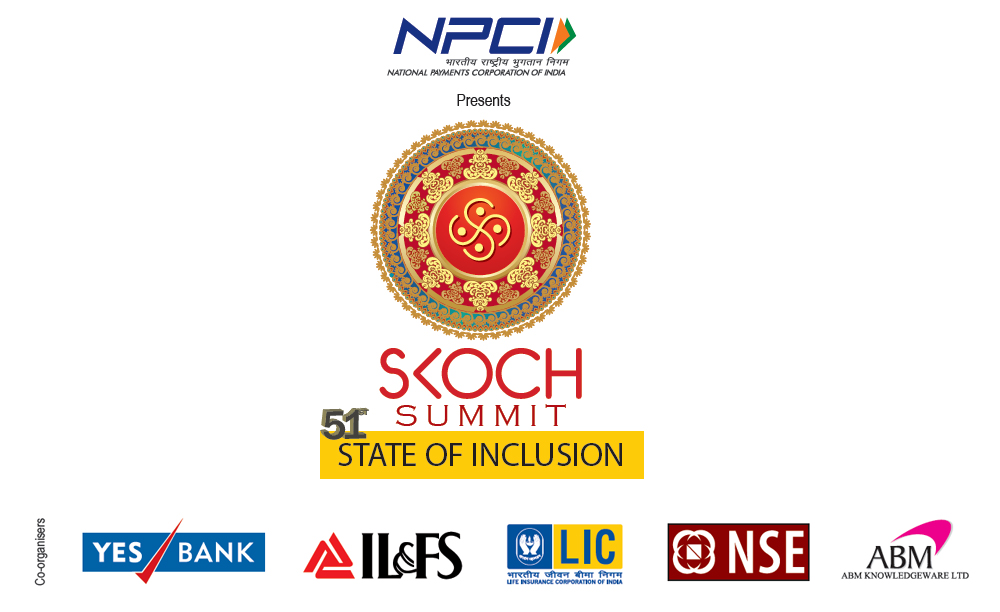 NPCI
भारतीय राष्ट्रीय भुगतान निगम
NATIONAL PAYMENTS CORPORATION OF INDIA
Presents
SKOCH
SUMMIT
51ST
STATE OF INCLUSION
Co-organisers
YES BANK
IL&FS
LIC
भारतीय जीवन बीमा निगम
LIFE INSURANCE CORPORATION OF INDIA
NSE
ABM
ABM KNOWLEDGEWARE LTD